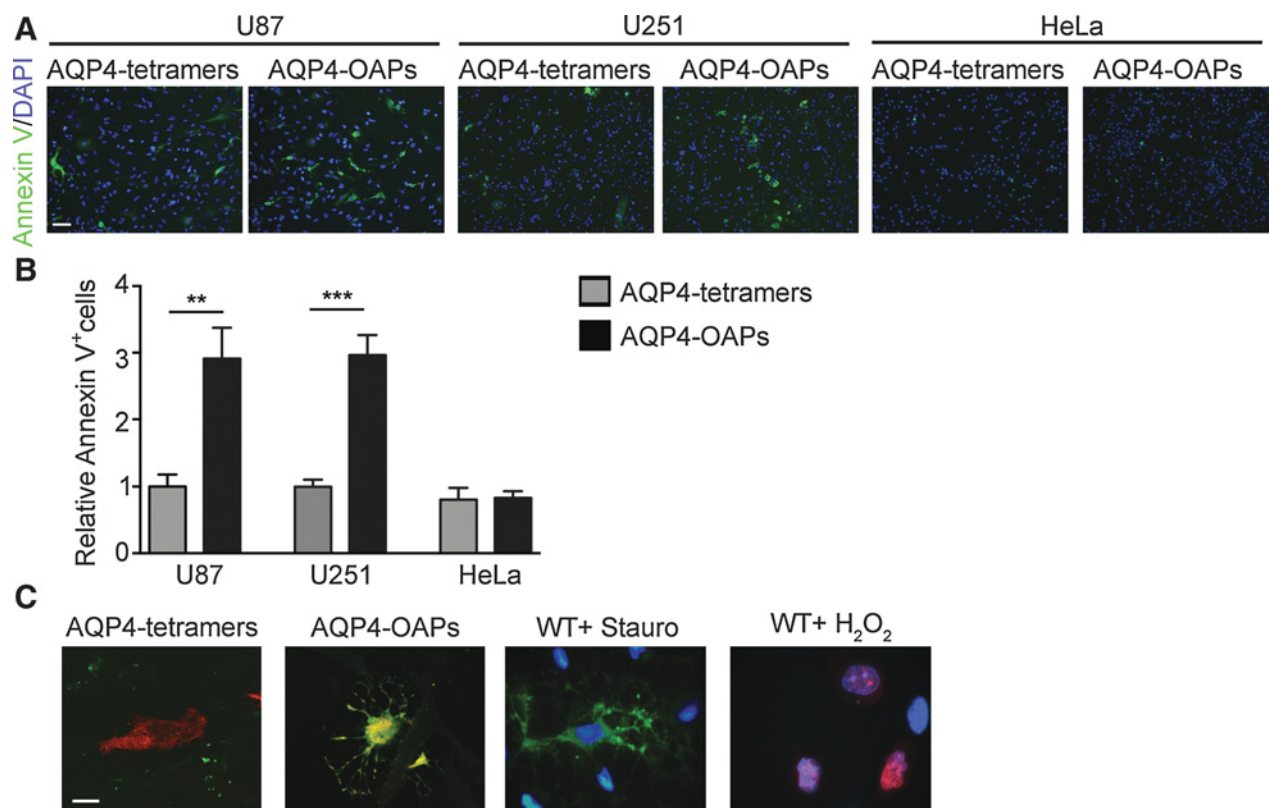 A
U87
U251
HeLa
AQP4-tetramers
AQP4-OAPs
AQP4-tetramers
AQP4-OAPs
AQP4-tetramers
AQP4-OAPs
Annexin V/DAPI
B
Relative Annexin V⁺cells
4
3
2
1
0
**
***
U87
U251
HeLa
AQP4-tetramers
AQP4-OAPs
C
AQP4-tetramers
AQP4-OAPs
WT+ Stauro
WT+ H₂O₂